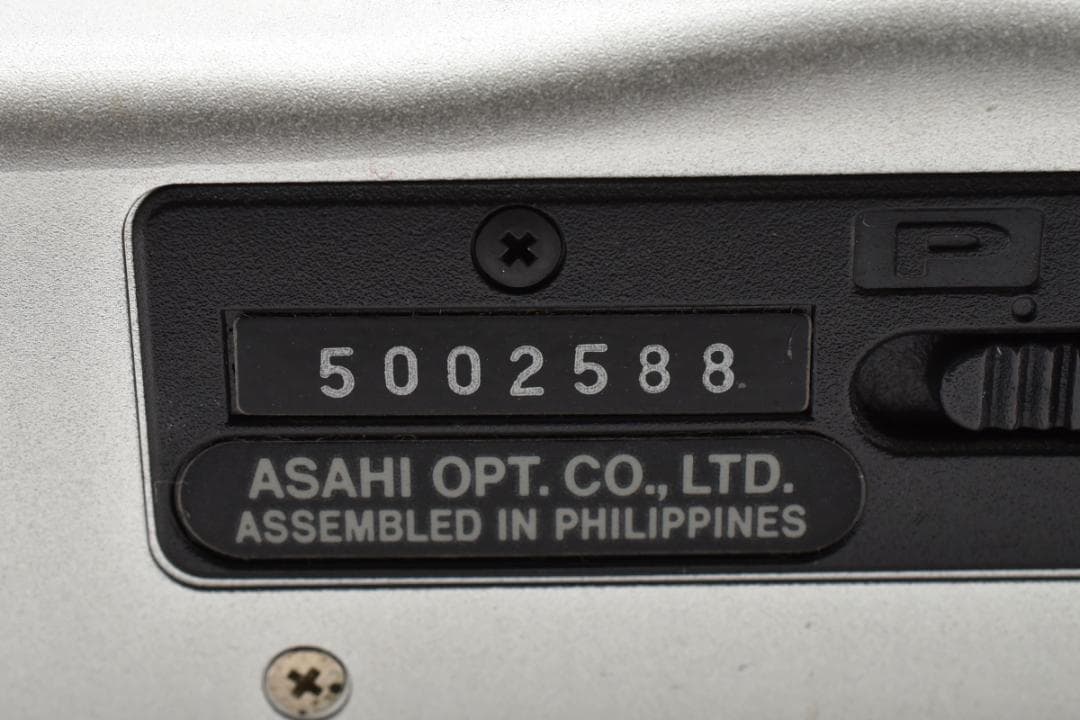 P
5002588
ASAHI OPT. CO., LTD.
ASSEMBLED IN PHILIPPINES